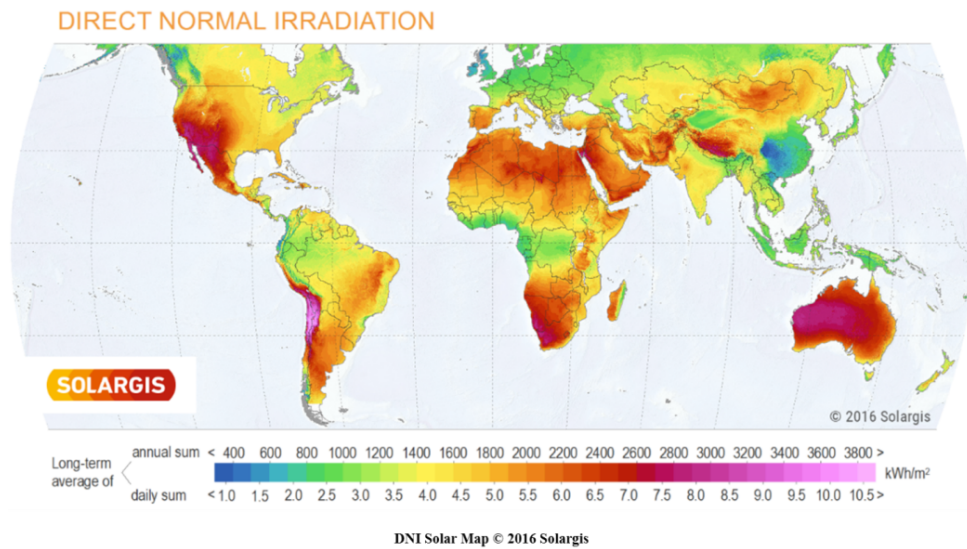 DIRECT NORMAL IRRADIATION
SOLARGIS
© 2016 Solargis
Long-term average of
annual sum < 400 600 800 1000 1200 1400 1600 1800 2000 2200 2400 2600 2800 3000 3200 3400 3600 3800 >
kWh/m²
daily sum < 1.0 1.5 2.0 2.5 3.0 3.5 4.0 4.5 5.0 5.5 6.0 6.5 7.0 7.5 8.0 8.5 9.0 9.5 10.0 10.5 >
DNI Solar Map © 2016 Solargis